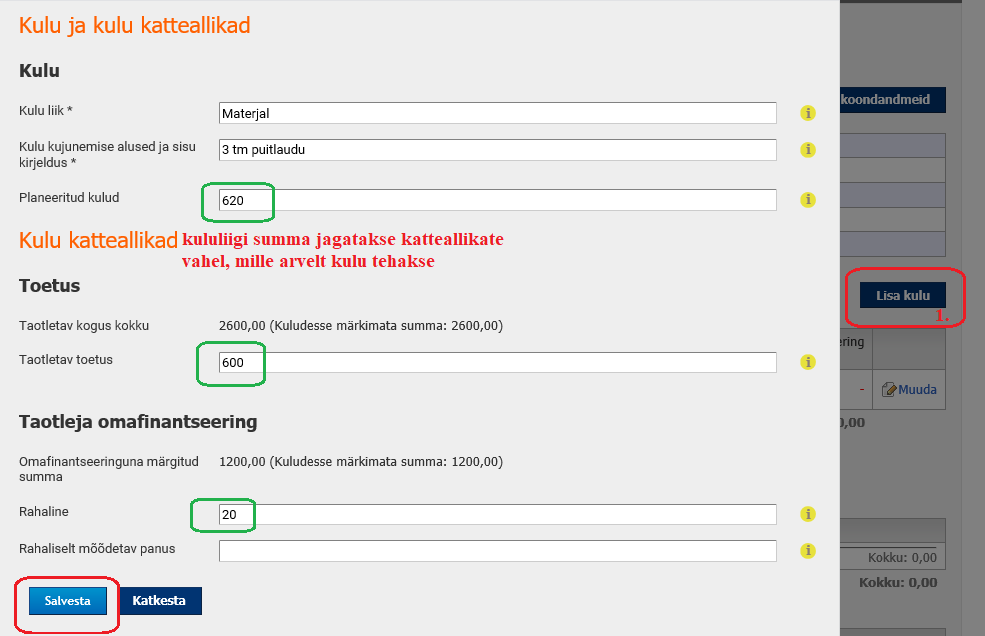 Kulu ja kulu katteallikad
Kulu
Kulu liik *
Materjal
Kulu kujunemise alused ja sisu
kirjeldus *
3 tm puitlaudu
Planeeritud kulud
620
Kulu katteallikad
kululiigi summa jagatakse katteallikate
vahel, mille arvelt kulu tehakse
Toetus
Taotletav kogus kokku
2600,00 (Kuludesse märkimata summa: 2600,00)
Taotletav toetus
600
Taotleja omafinantseering
Omafinantseeringuna märgitud
summa
1200,00 (Kuludesse märkimata summa: 1200,00)
Rahaline
20
Rahaliselt mõõdetav panus
Salvesta
Katkesta
koondandmeid
Lisa kulu
1.
ering
-
Muuda
0,00
Kokku: 0,00
Kokku: 0,00